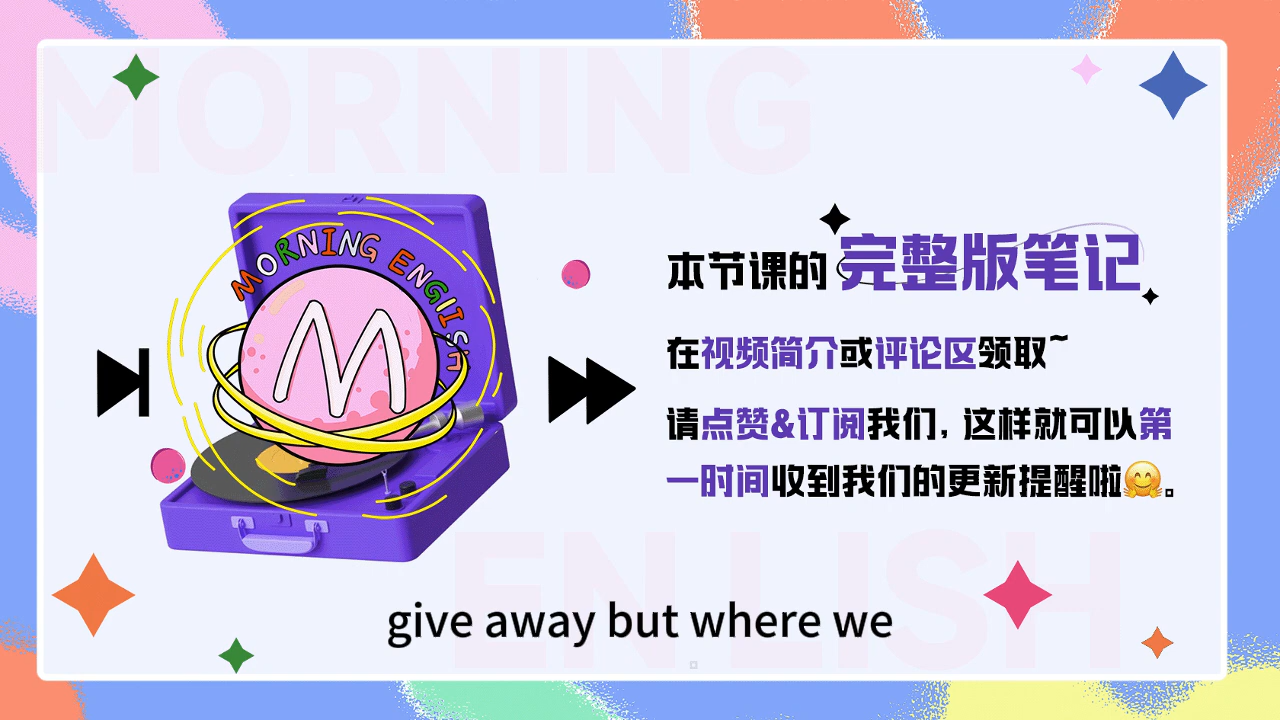 MORNING
MORNING ENGlISH
M
本节课的 完整版笔记
在视频简介或评论区领取~
请点赞&订阅我们，这样就可以第
一时间收到我们的更新提醒啦🤗。
EN LISH
give away but where we